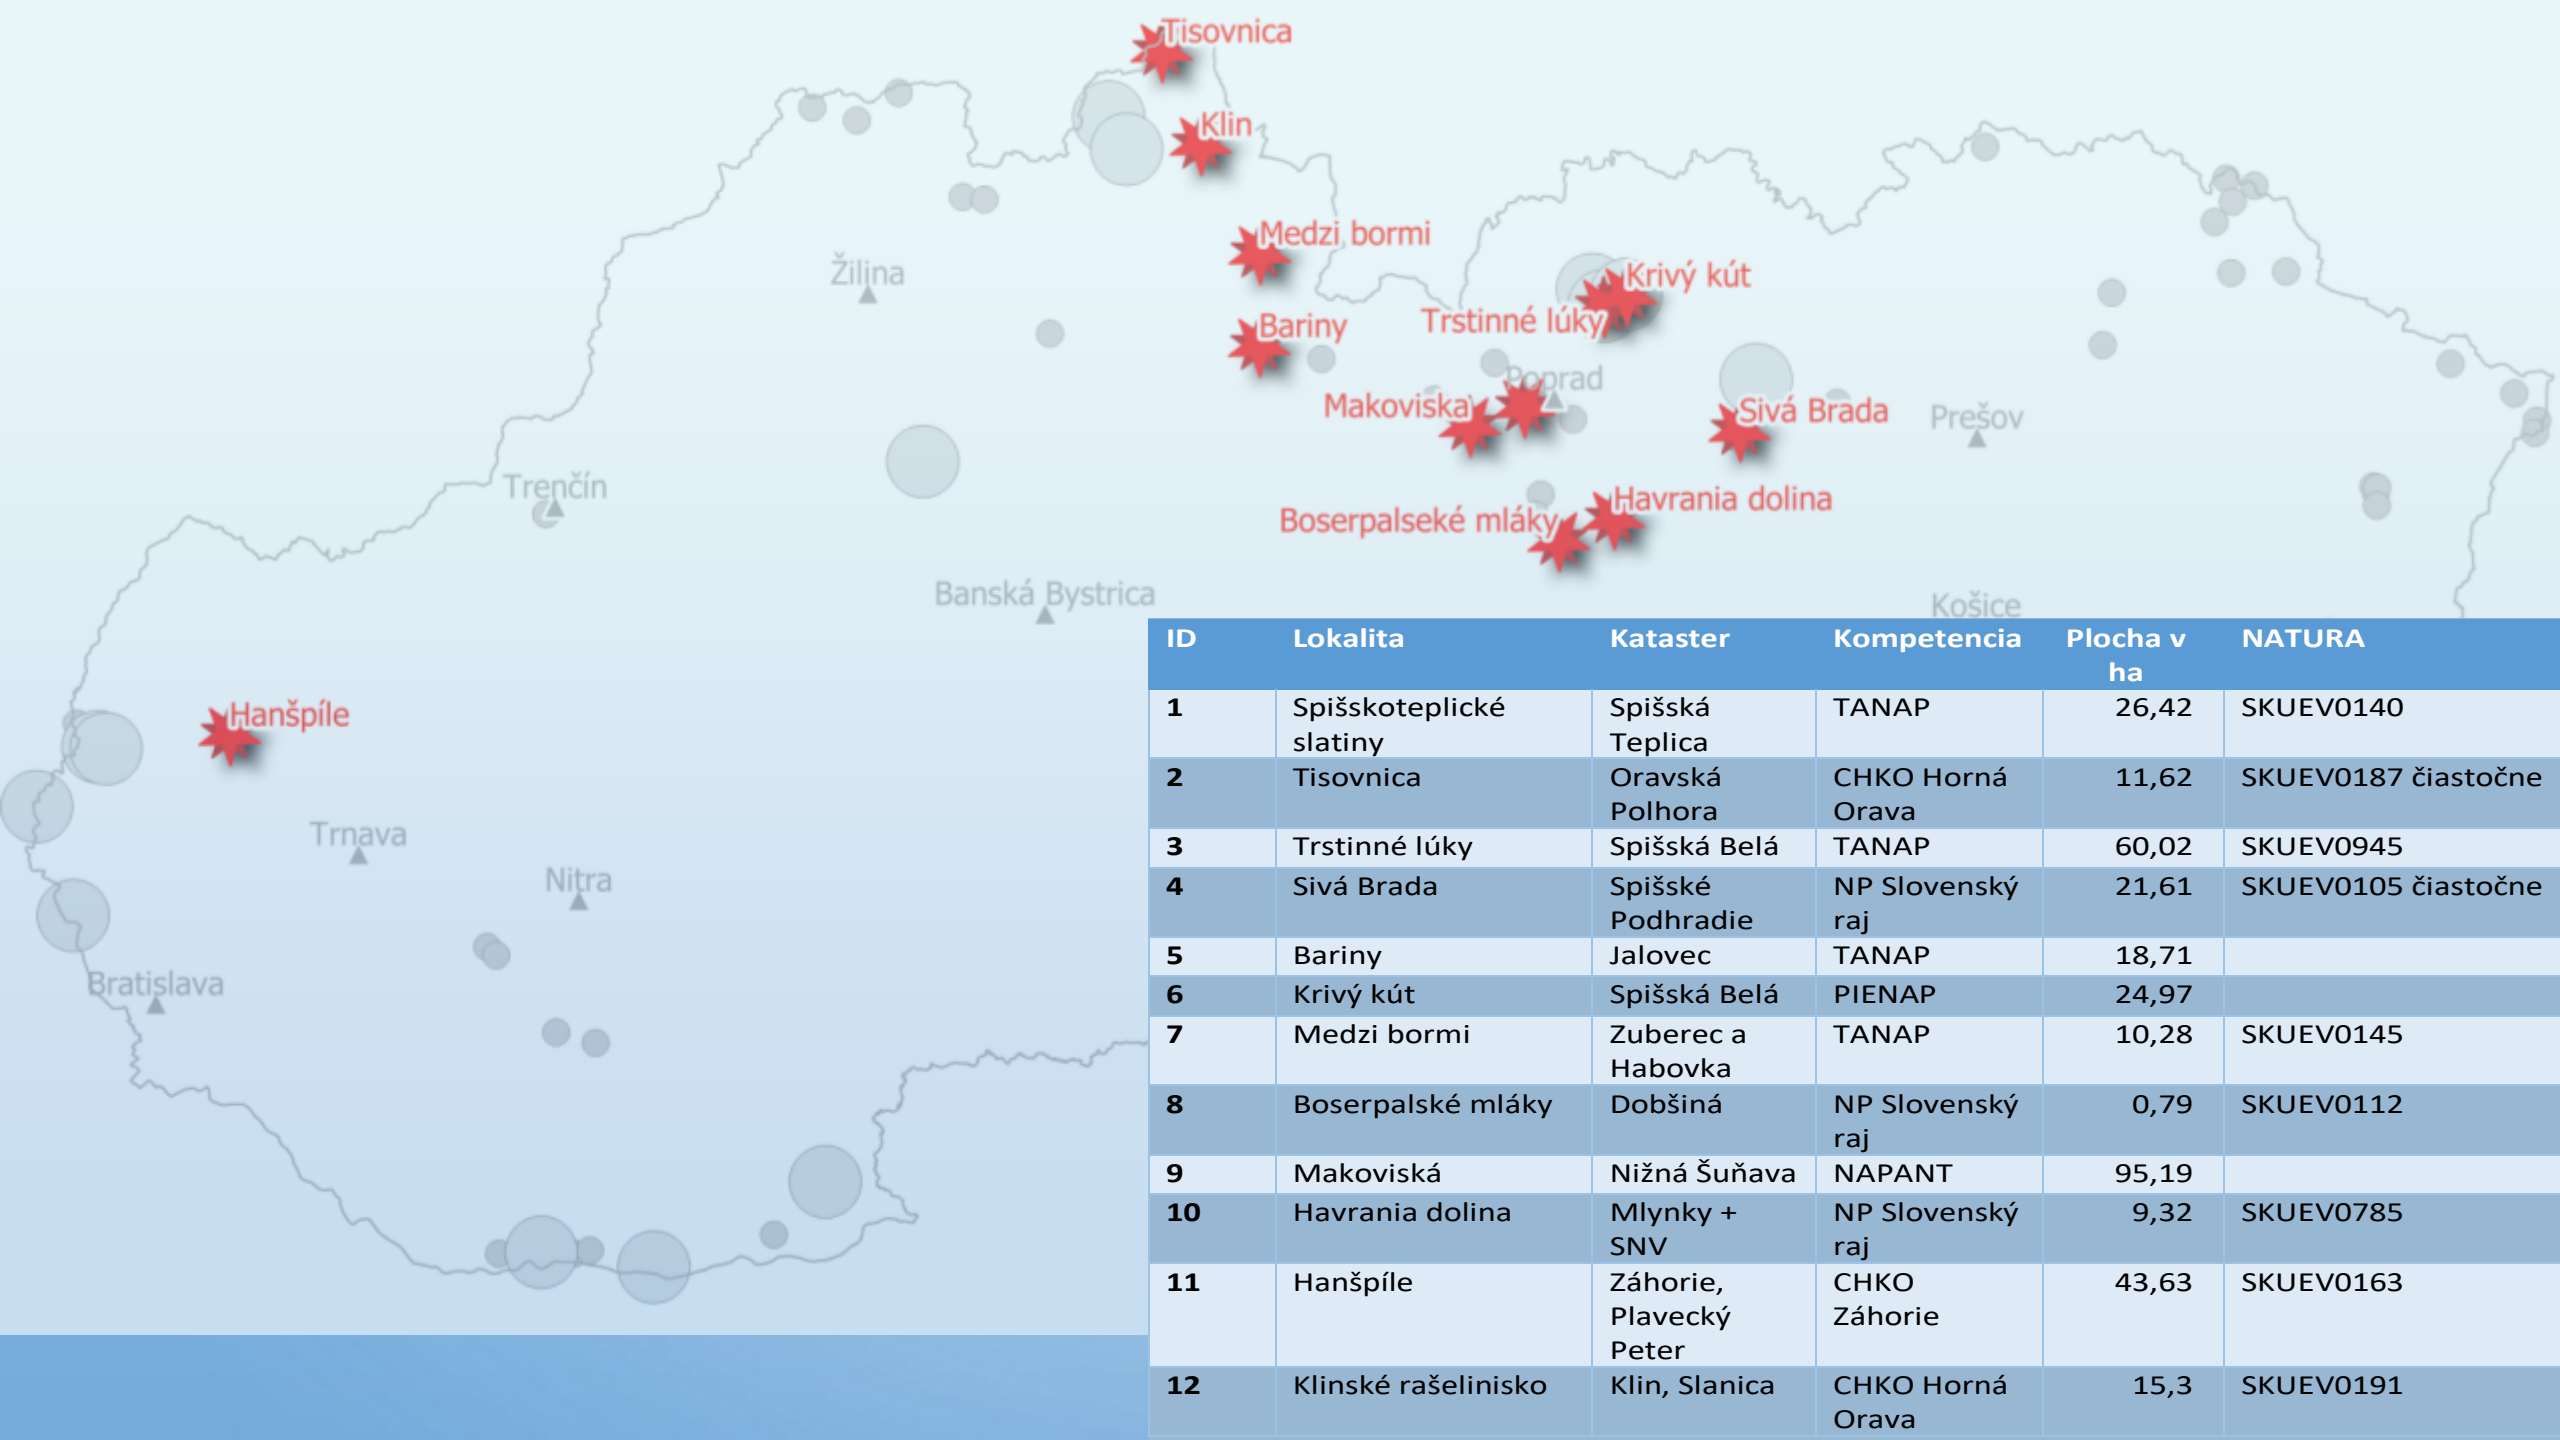 Tisovnica
Klin
Medzi bormi
Žilina
Krivý kút
Trstinné lúky
Bariny
Poprad
Makoviska
Sivá Brada
Prešov
Trenčín
Havrania dolina
Boserpalseké mláky
Banská Bystrica
Košice
Hanšpíle
Trnava
Nitra
Bratislava
ID Lokalita Kataster Kompetencia Plocha v
ha NATURA
1 Spišskoteplické
slatiny Spišská
Teplica TANAP 26,42 SKUEV0140
2 Tisovnica Oravská
Polhora CHKO Horná
Orava 11,62 SKUEV0187 čiastočne
3 Trstinné lúky Spišská Belá TANAP 60,02 SKUEV0945
4 Sivá Brada Spišské
Podhradie NP Slovenský
raj 21,61 SKUEV0105 čiastočne
5 Bariny Jalovec TANAP 18,71
6 Krivý kút Spišská Belá PIENAP 24,97
7 Medzi bormi Zuberec a
Habovka TANAP 10,28 SKUEV0145
8 Boserpalské mláky Dobšiná NP Slovenský
raj 0,79 SKUEV0112
9 Makoviská Nižná Šuňava NAPANT 95,19
10 Havrania dolina Mlynky +
SNV NP Slovenský
raj 9,32 SKUEV0785
11 Hanšpíle Záhorie,
Plavecký
Peter CHKO
Záhorie 43,63 SKUEV0163
12 Klinské rašelinisko Klin, Slanica CHKO Horná
Orava 15,3 SKUEV0191